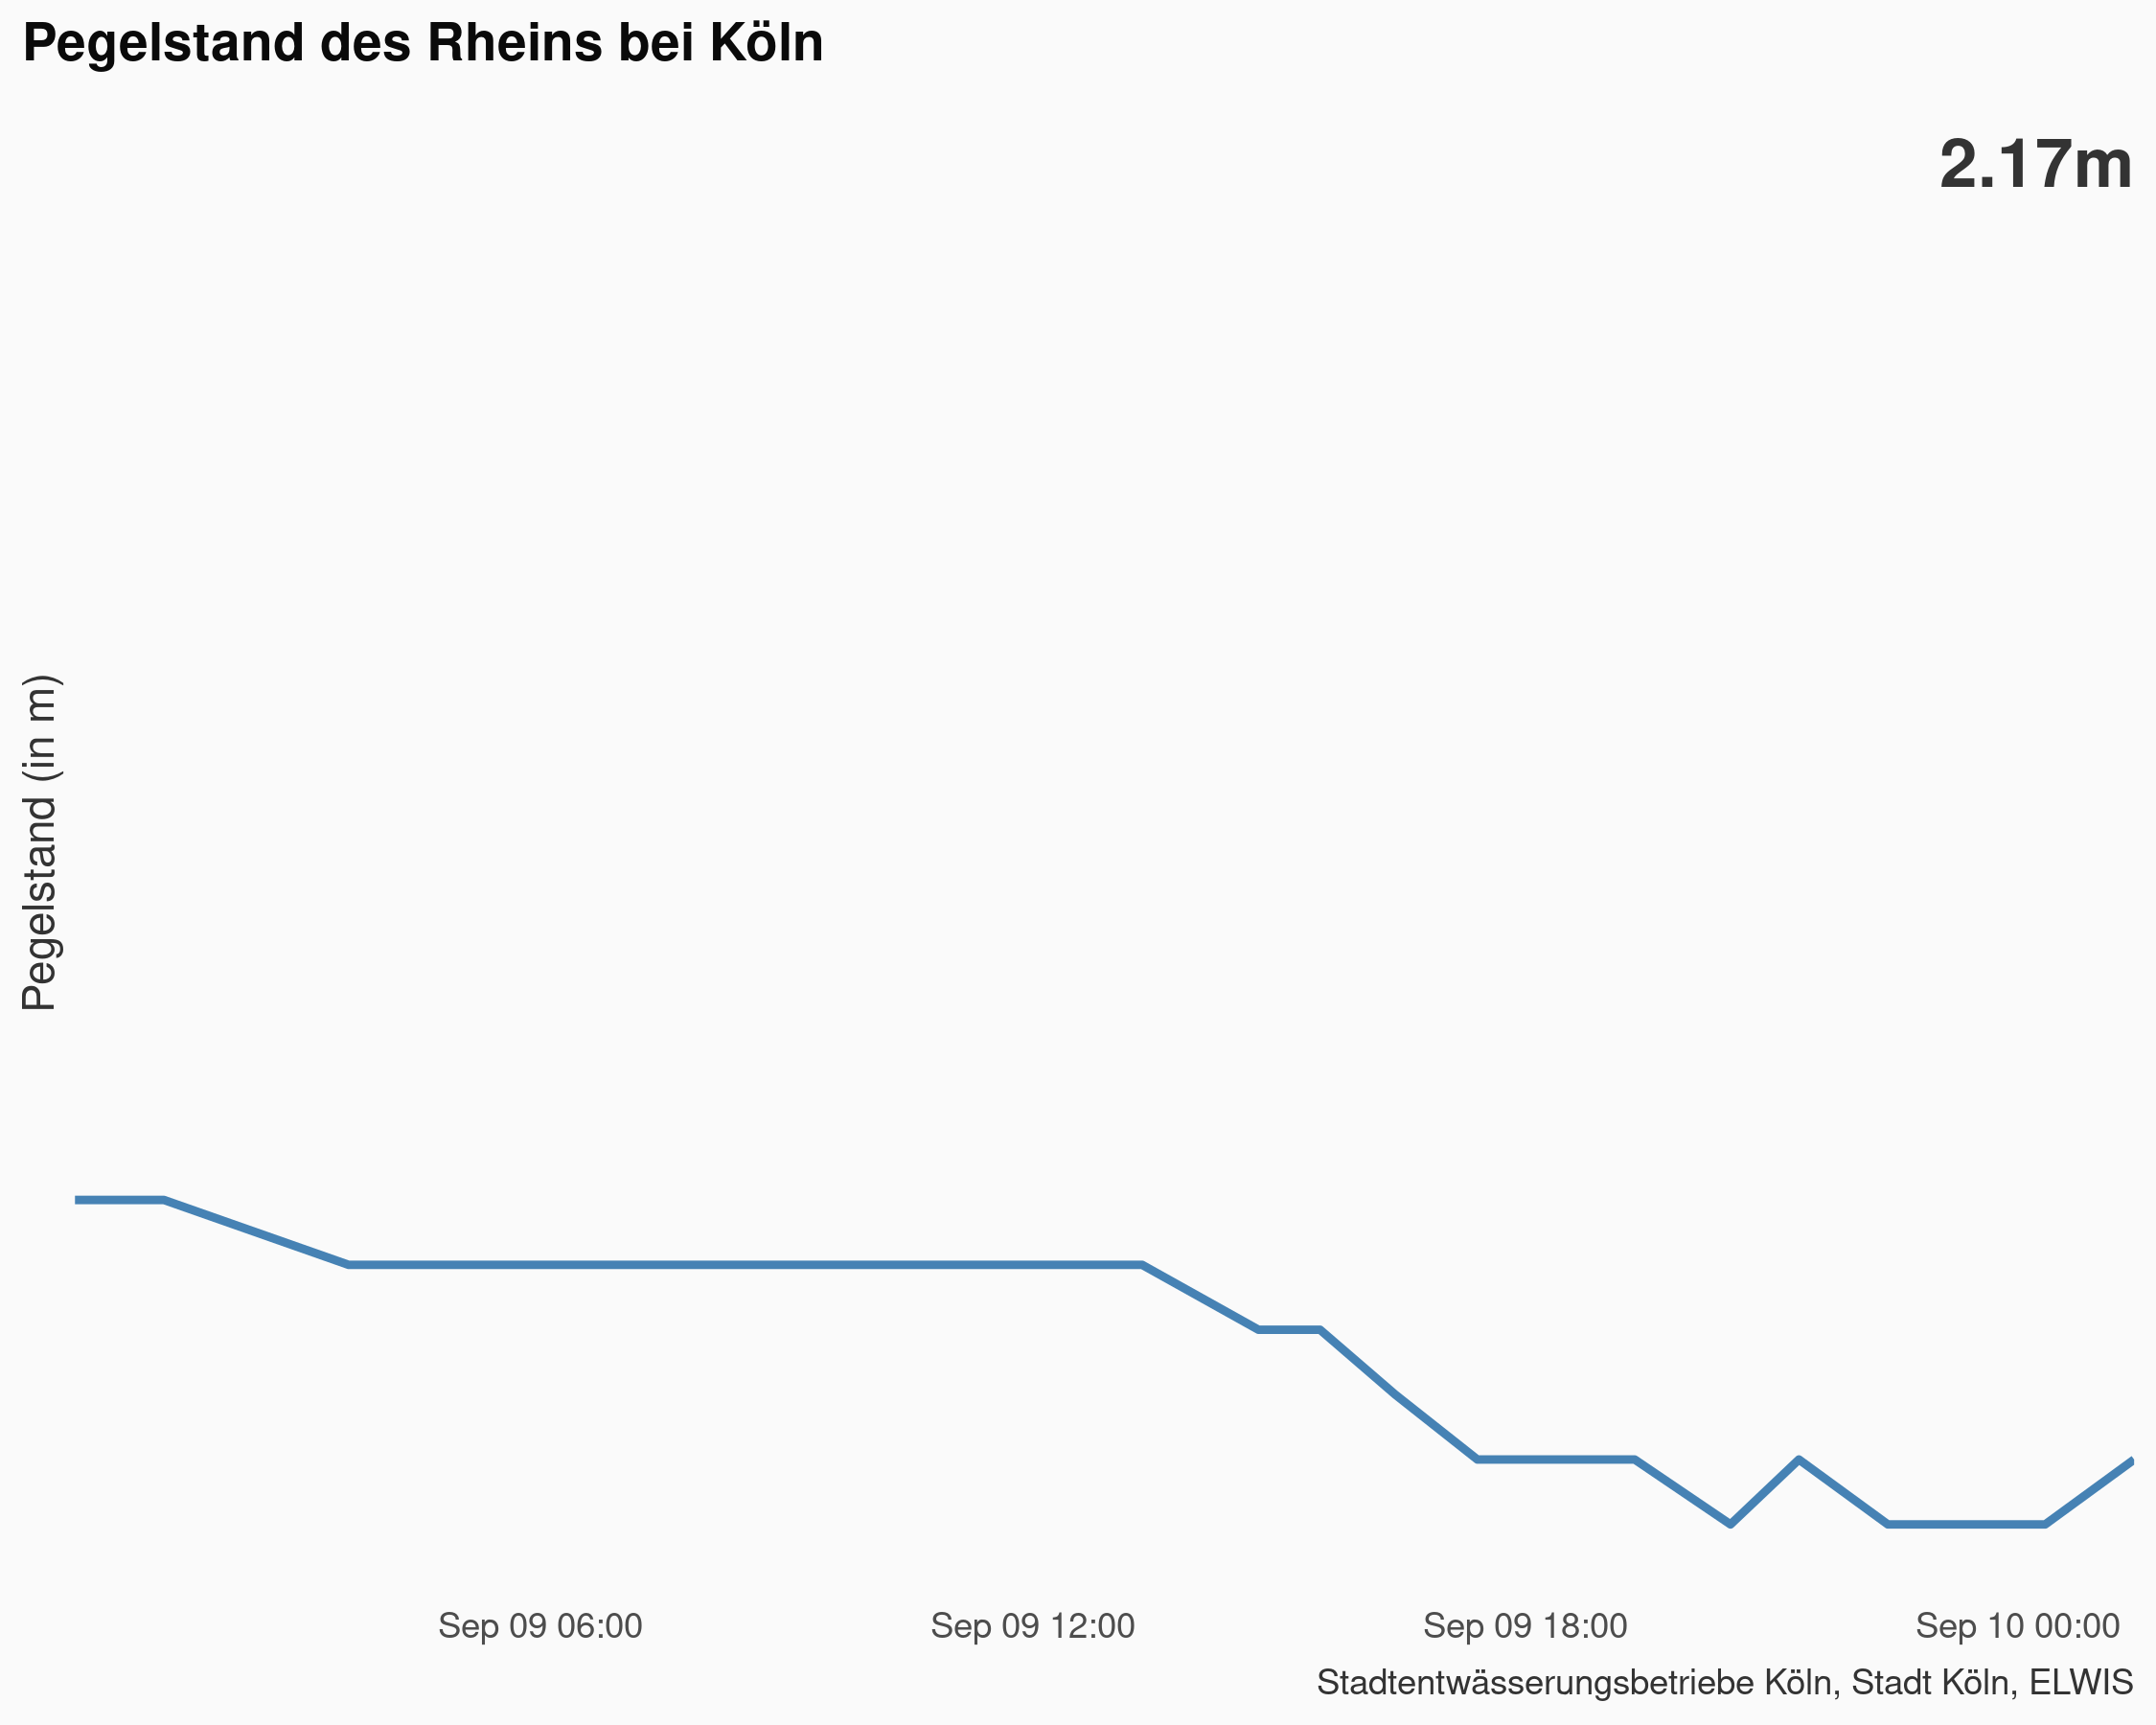 Pegelstand des Rheins bei Köln
2.17m
Pegelstand (in m)
Sep 09 06:00
Sep 09 12:00
Sep 09 18:00
Sep 10 00:00
Stadtentwässerungsbetriebe Köln, Stadt Köln, ELWIS